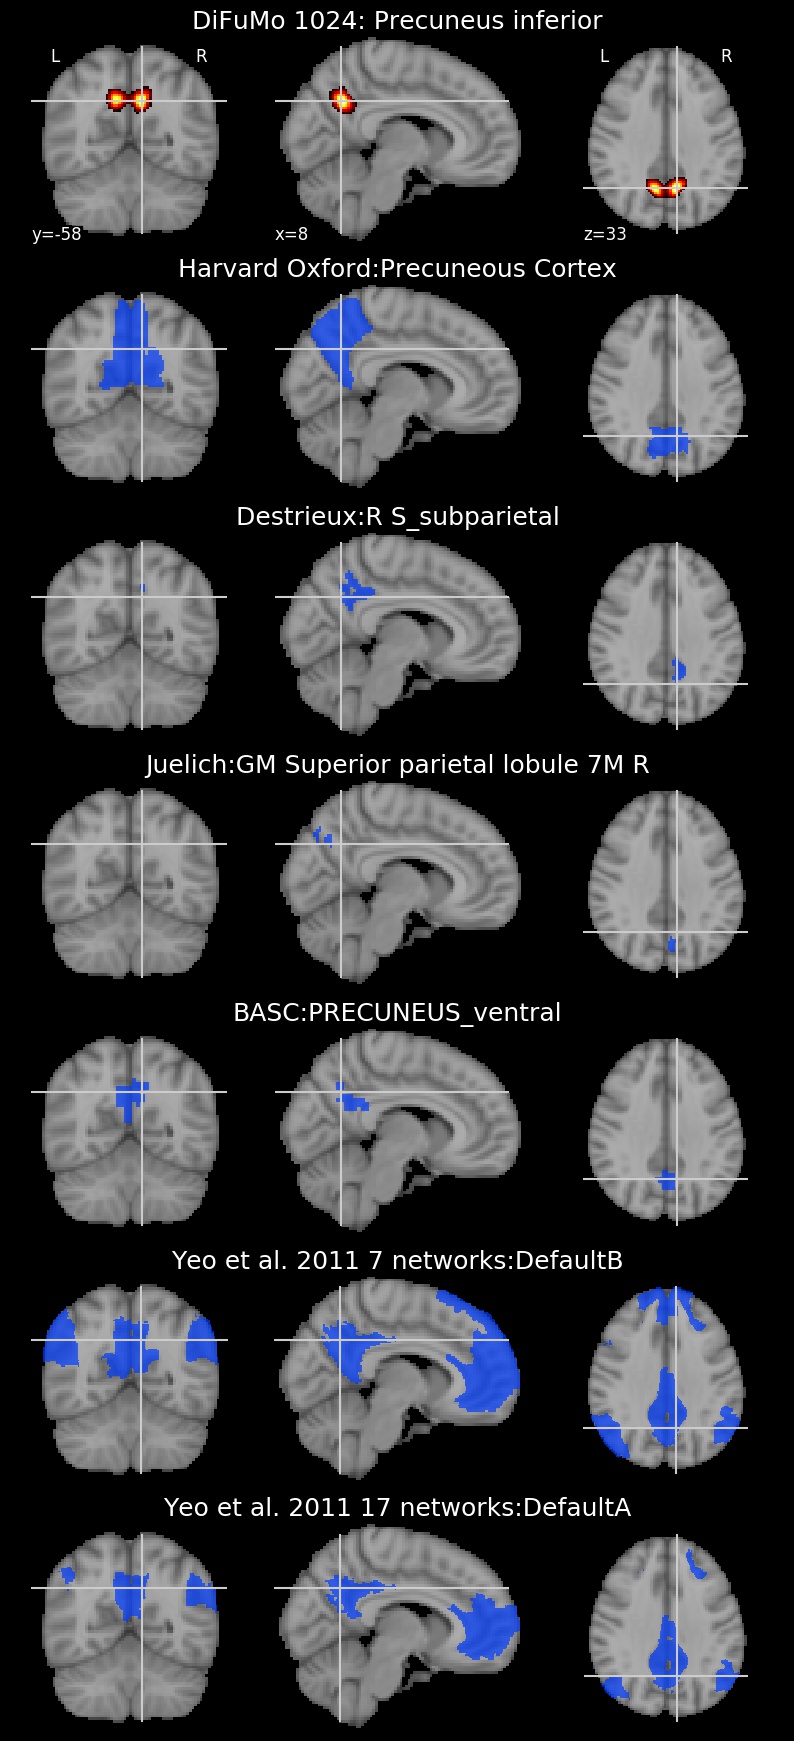 DiFuMo 1024: Precuneus inferior
L R L R
y=-58 x=8 z=33
Harvard Oxford:Precuneous Cortex
Destrieux:R S_subparietal
Juelich:GM Superior parietal lobule 7M R
BASC:PRECUNEUS_ventral
Yeo et al. 2011 7 networks:DefaultB
Yeo et al. 2011 17 networks:DefaultA